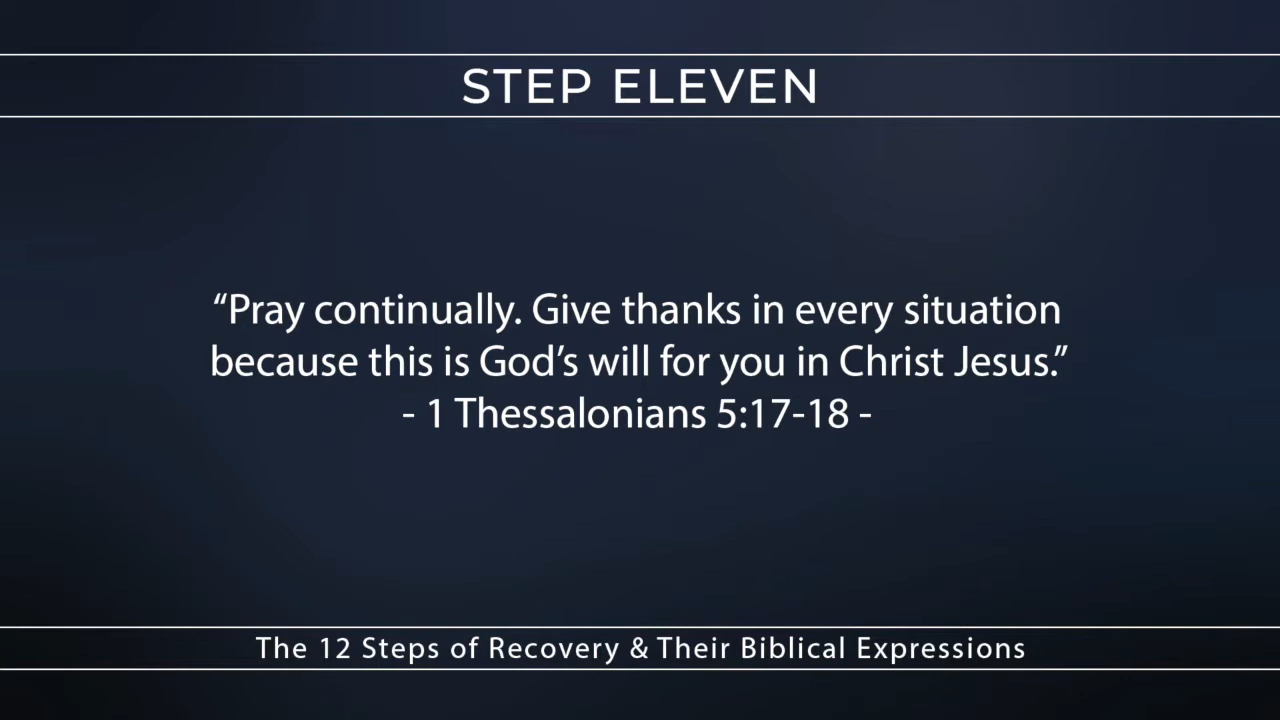 STEP ELEVEN
“Pray continually. Give thanks in every situation
because this is God’s will for you in Christ Jesus.”
- 1 Thessalonians 5:17-18 -
The 12 Steps of Recovery & Their Biblical Expressions